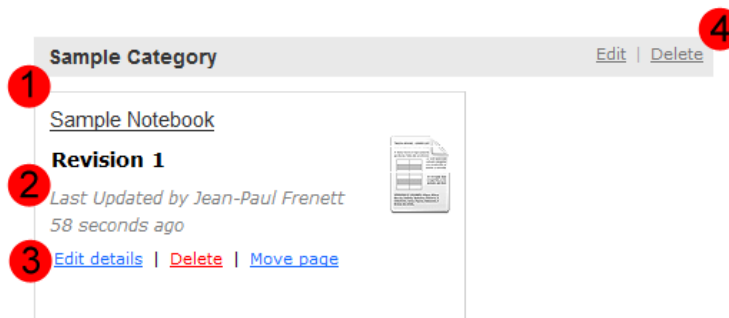 4
Sample Category Edit | Delete
1
Sample Notebook
Revision 1
2
Last Updated by Jean-Paul Frenett
58 seconds ago
3
Edit details | Delete | Move page